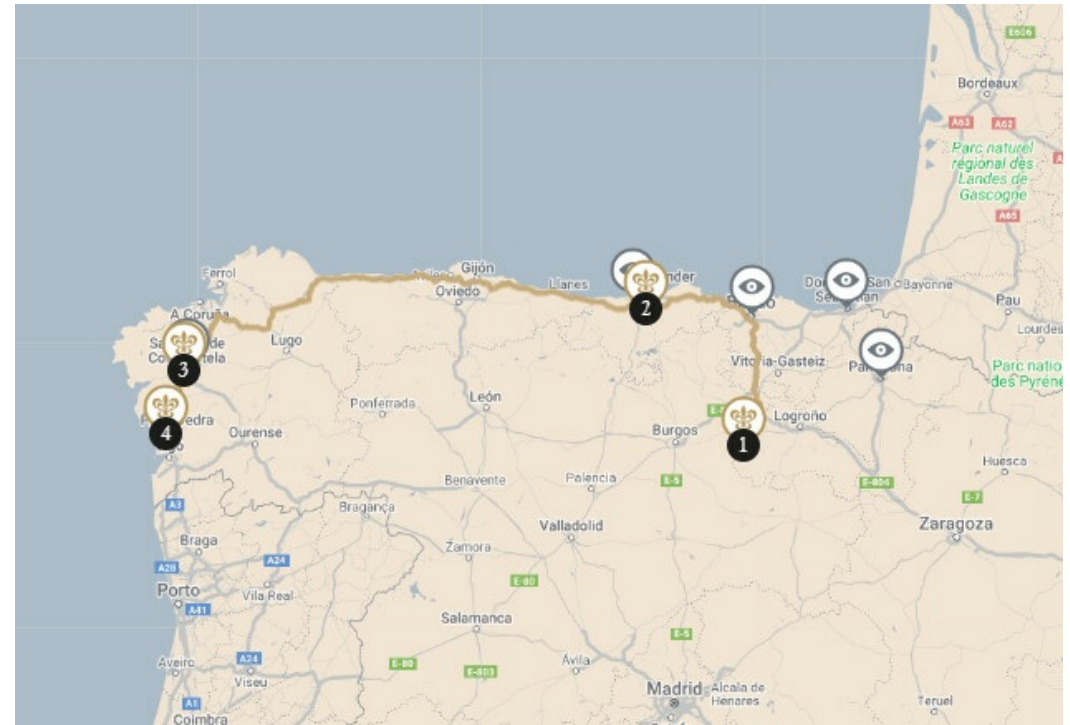 E606
Bordeaux
A63
A62
Parc naturel
régional des
Landes de
Gascogne
A65
Ferrol
Gijón
Oviedo
Llanes
2
Bayonne
Pau
Lourdes
A Coruña
Lugo
3
Vitoria-Gasteiz
Parc natio
des Pyréné
4
Ourense
Ponferrada
León
Burgos
1
Logroño
Huesca
Benavente
Palencia
E-5
E-804
E-7
A3
Bragança
Valladolid
Zaragoza
Braga
Zamora
A28
A24
E-80
Porto
Vila Real
A41
Salamanca
E-5
Aveiro
A24
Viseu
E-80
E-803
Ávila
Madrid
Alcala de
Henares
A1
Coimbra
Teruel